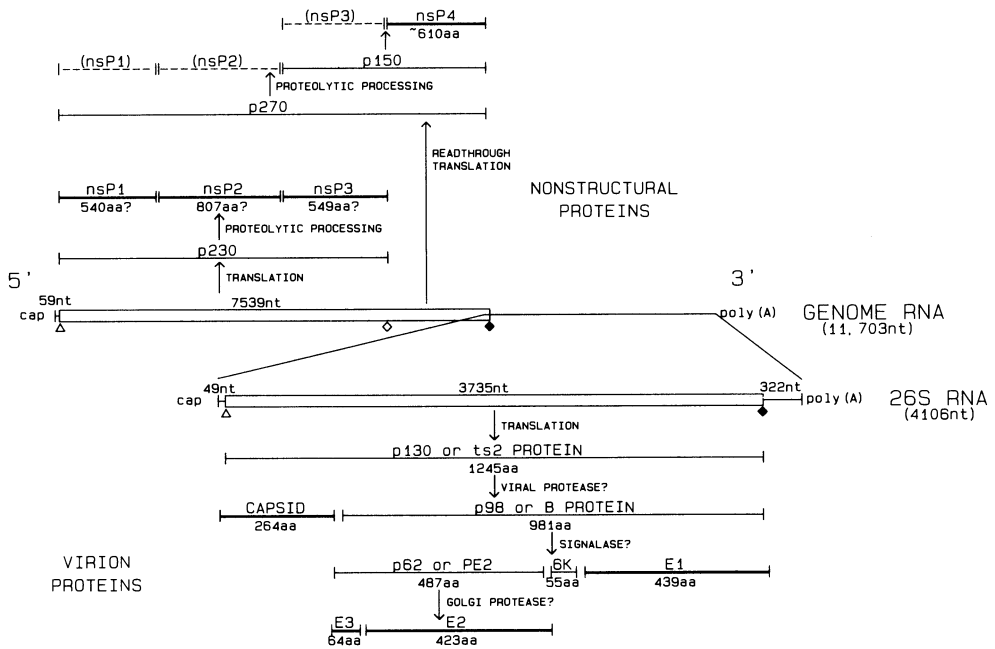 (nsP3) nsP4
~610aa
(nsP1) (nsP2) p150
PROTEOLYTIC PROCESSING
p270
READTHROUGH
TRANSLATION
nsP1 nsP2 nsP3
540aa? 807aa? 549aa?
PROTEOLYTIC PROCESSING
p230
TRANSLATION
NONSTRUCTURAL
PROTEINS
5' 3'
59nt 7539nt
cap poly (A) GENOME RNA
(11, 703nt)
49nt 3735nt 322nt
cap poly (A) 26S RNA
(4106nt)
TRANSLATION
p130 or ts2 PROTEIN
1245aa
VIRAL PROTEASE?
CAPSID p98 or B PROTEIN
264aa 981aa
SIGNALASE?
VIRION
PROTEINS
p62 or PE2 6K E1
487aa 55aa 439aa
GOLGI PROTEASE?
E3 E2
64aa 423aa